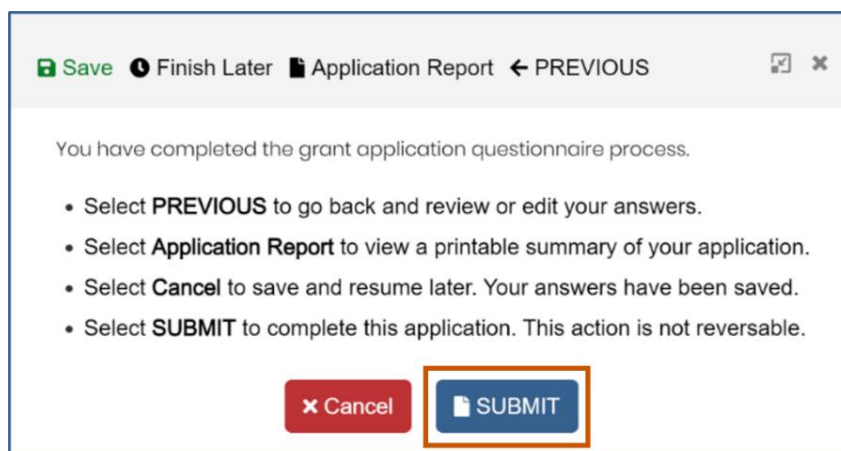 Save Finish Later Application Report PREVIOUS
You have completed the grant application questionnaire process.
• Select PREVIOUS to go back and review or edit your answers.
• Select Application Report to view a printable summary of your application.
• Select Cancel to save and resume later. Your answers have been saved.
• Select SUBMIT to complete this application. This action is not reversable.
Cancel SUBMIT